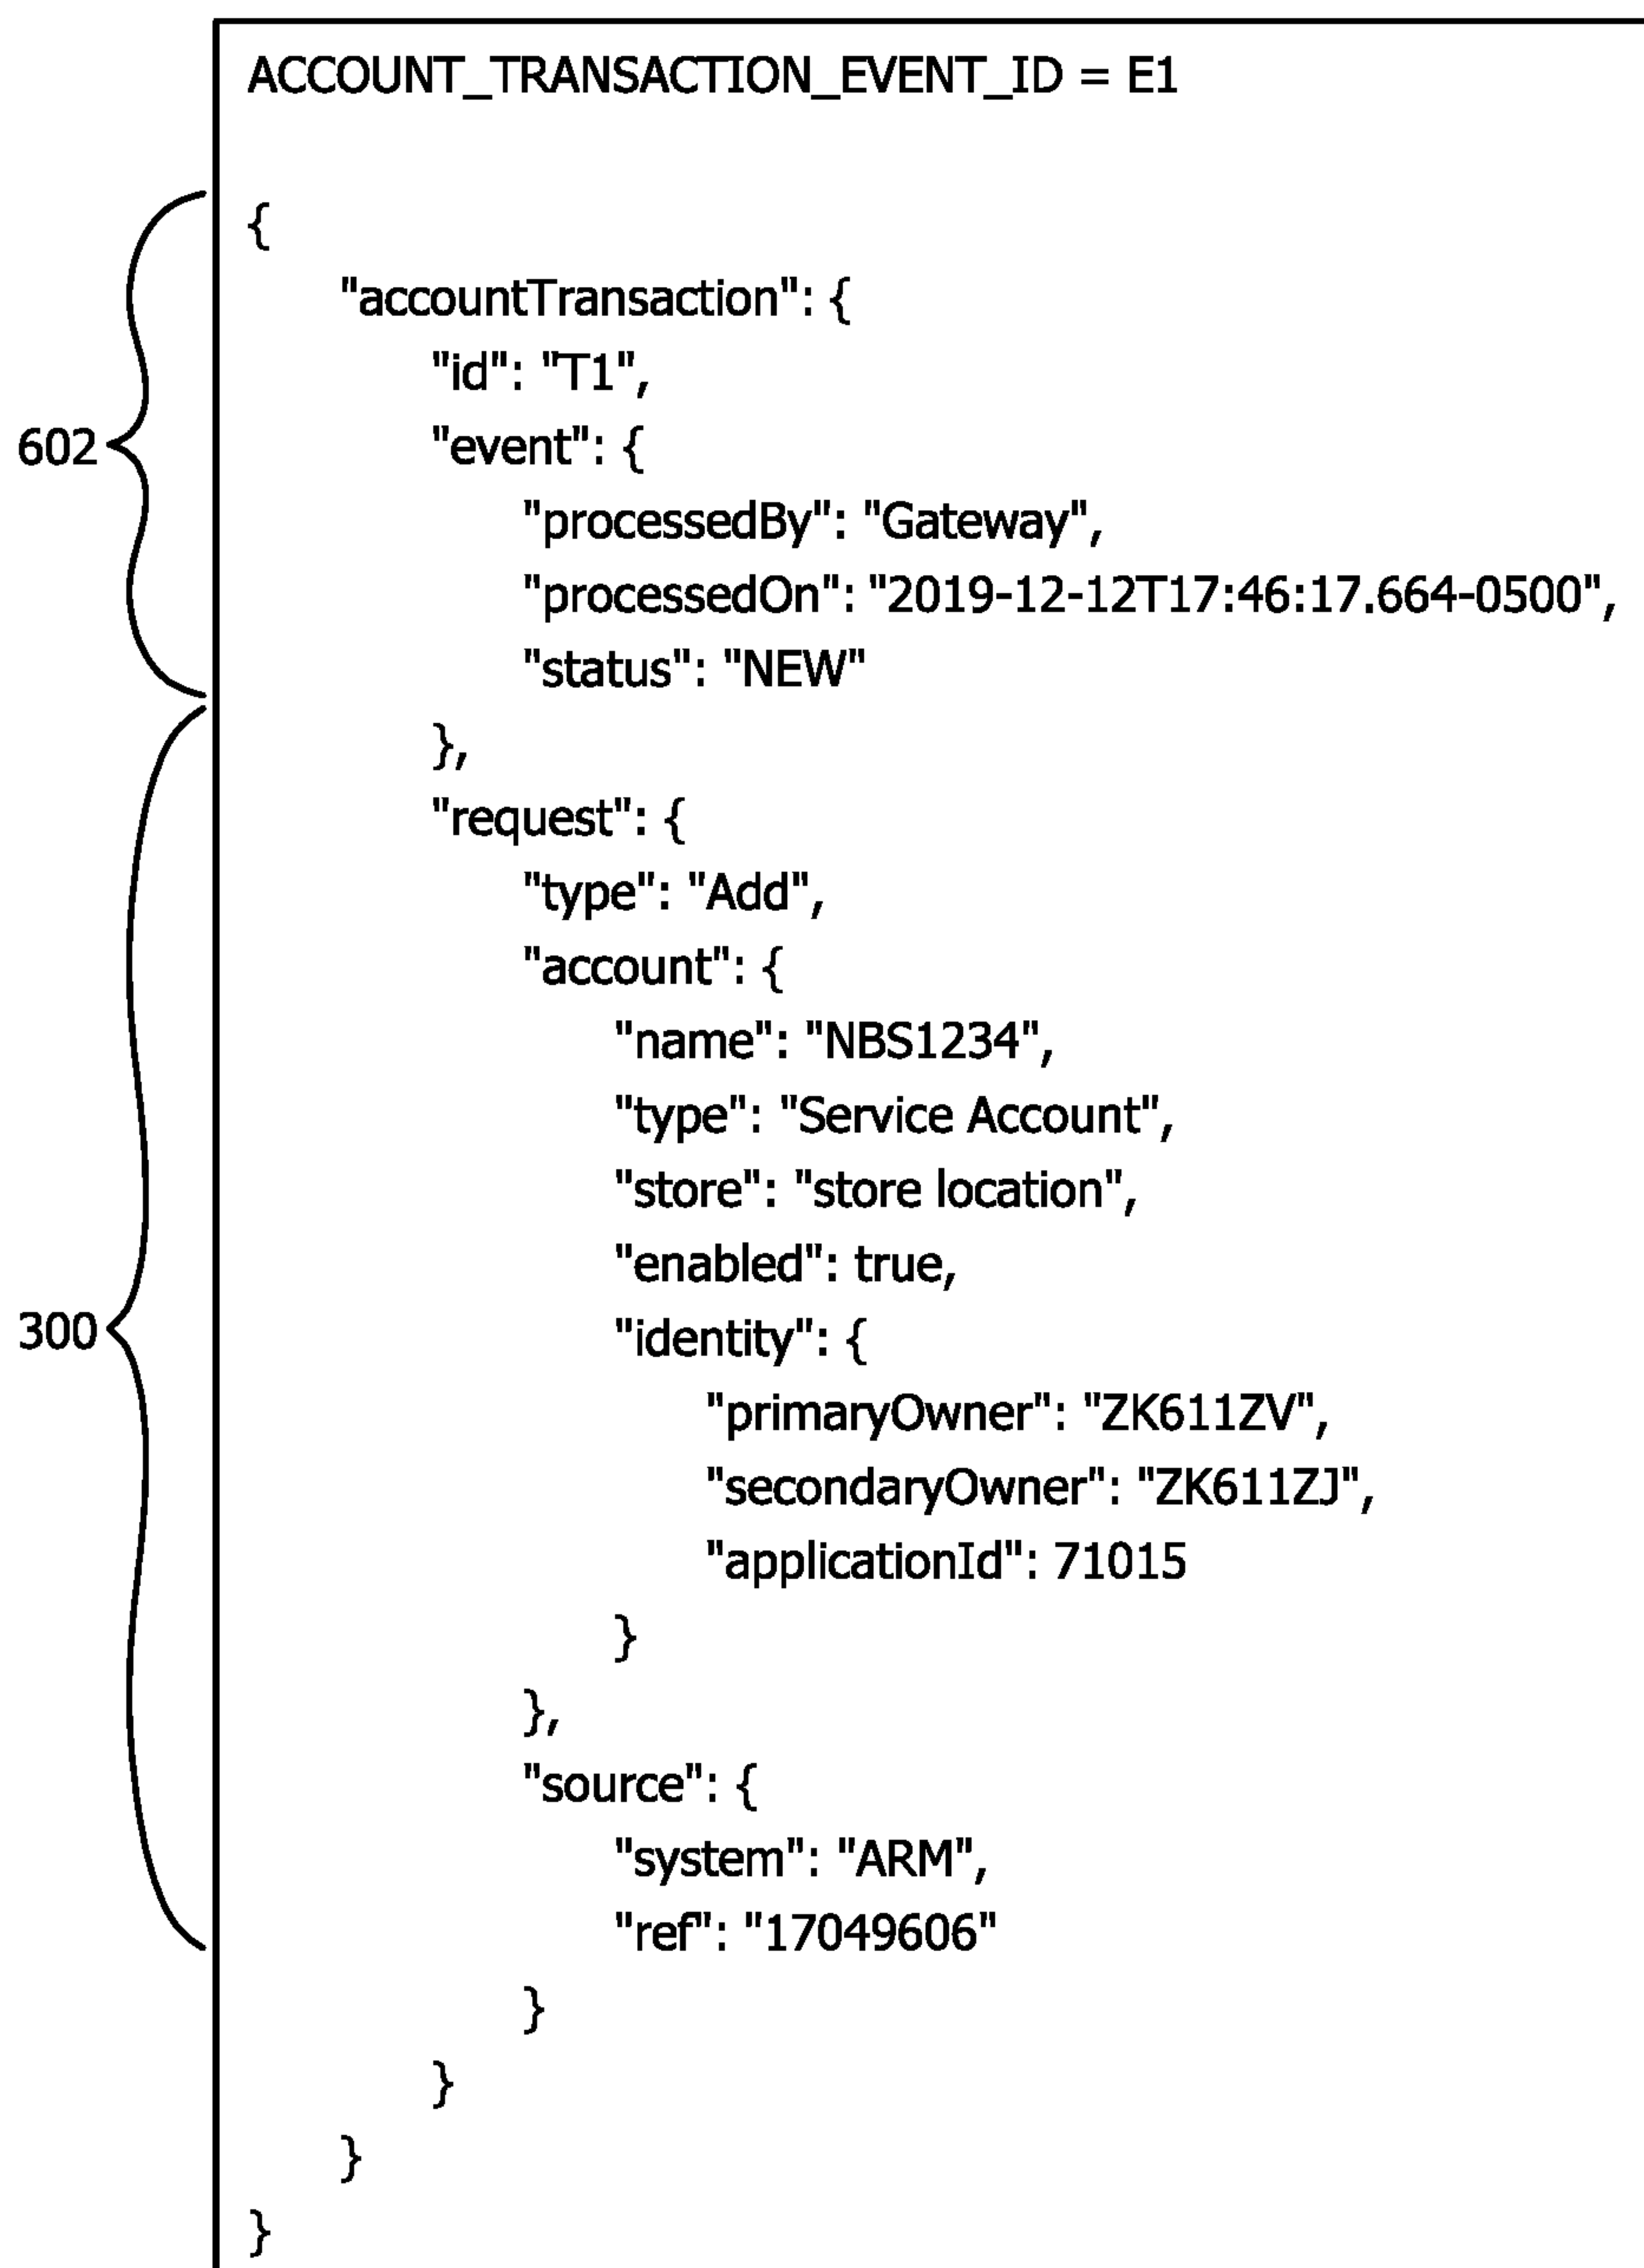 ACCOUNT_TRANSACTION_EVENT_ID = E1
{
"accountTransaction": {
"id": "T1",
"event": {
602
"processedBy": "Gateway",
"processedOn": "2019-12-12T17:46:17.664-0500",
"status": "NEW"
},
"request": {
"type": "Add",
"account": {
"name": "NBS1234",
"type": "Service Account",
"store": "store location",
"enabled": true,
300
"identity": {
"primaryOwner": "ZK611ZV",
"secondaryOwner": "ZK611ZJ",
"applicationId": 71015
}
},
"source": {
"system": "ARM",
"ref": "17049606"
}
}
}
}